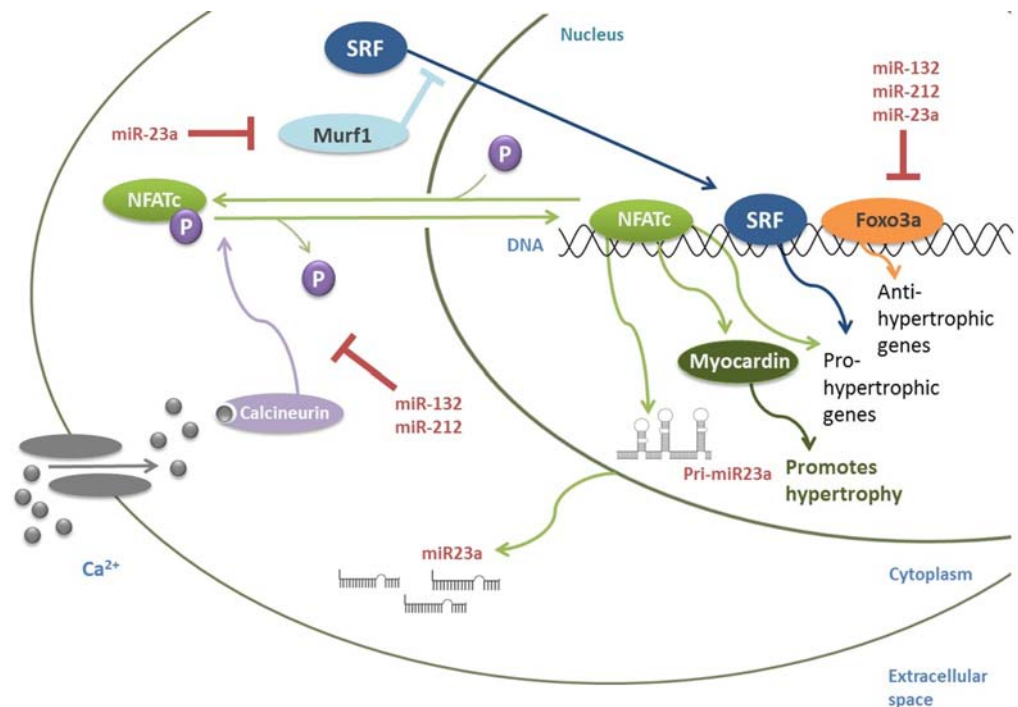 Nucleus
SRF
miR-132
miR-212
miR-23a
miR-23a
Murf1
P
NFATc
P
NFATc
SRF
Foxo3a
DNA
P
Anti-
hypertrophic
genes
Myocardin
Pro-
hypertrophic
genes
Calcineurin
miR-132
miR-212
Pri-miR23a
Promotes
hypertrophy
miR23a
Ca²⁺
Cytoplasm
Extracellular
space